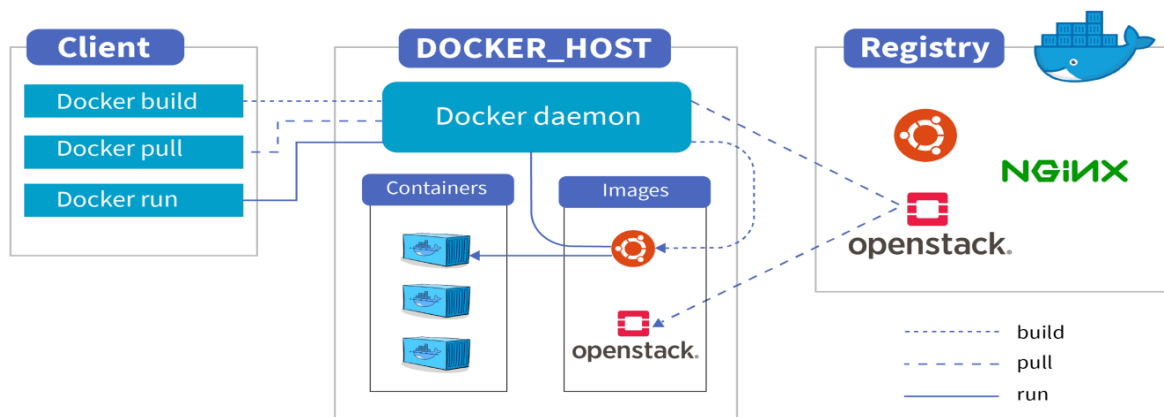 Client
DOCKER_HOST
Registry
Docker build
Docker daemon
Docker pull
Docker run
Containers
Images
NGiNX
openstack.
openstack.
build
pull
run